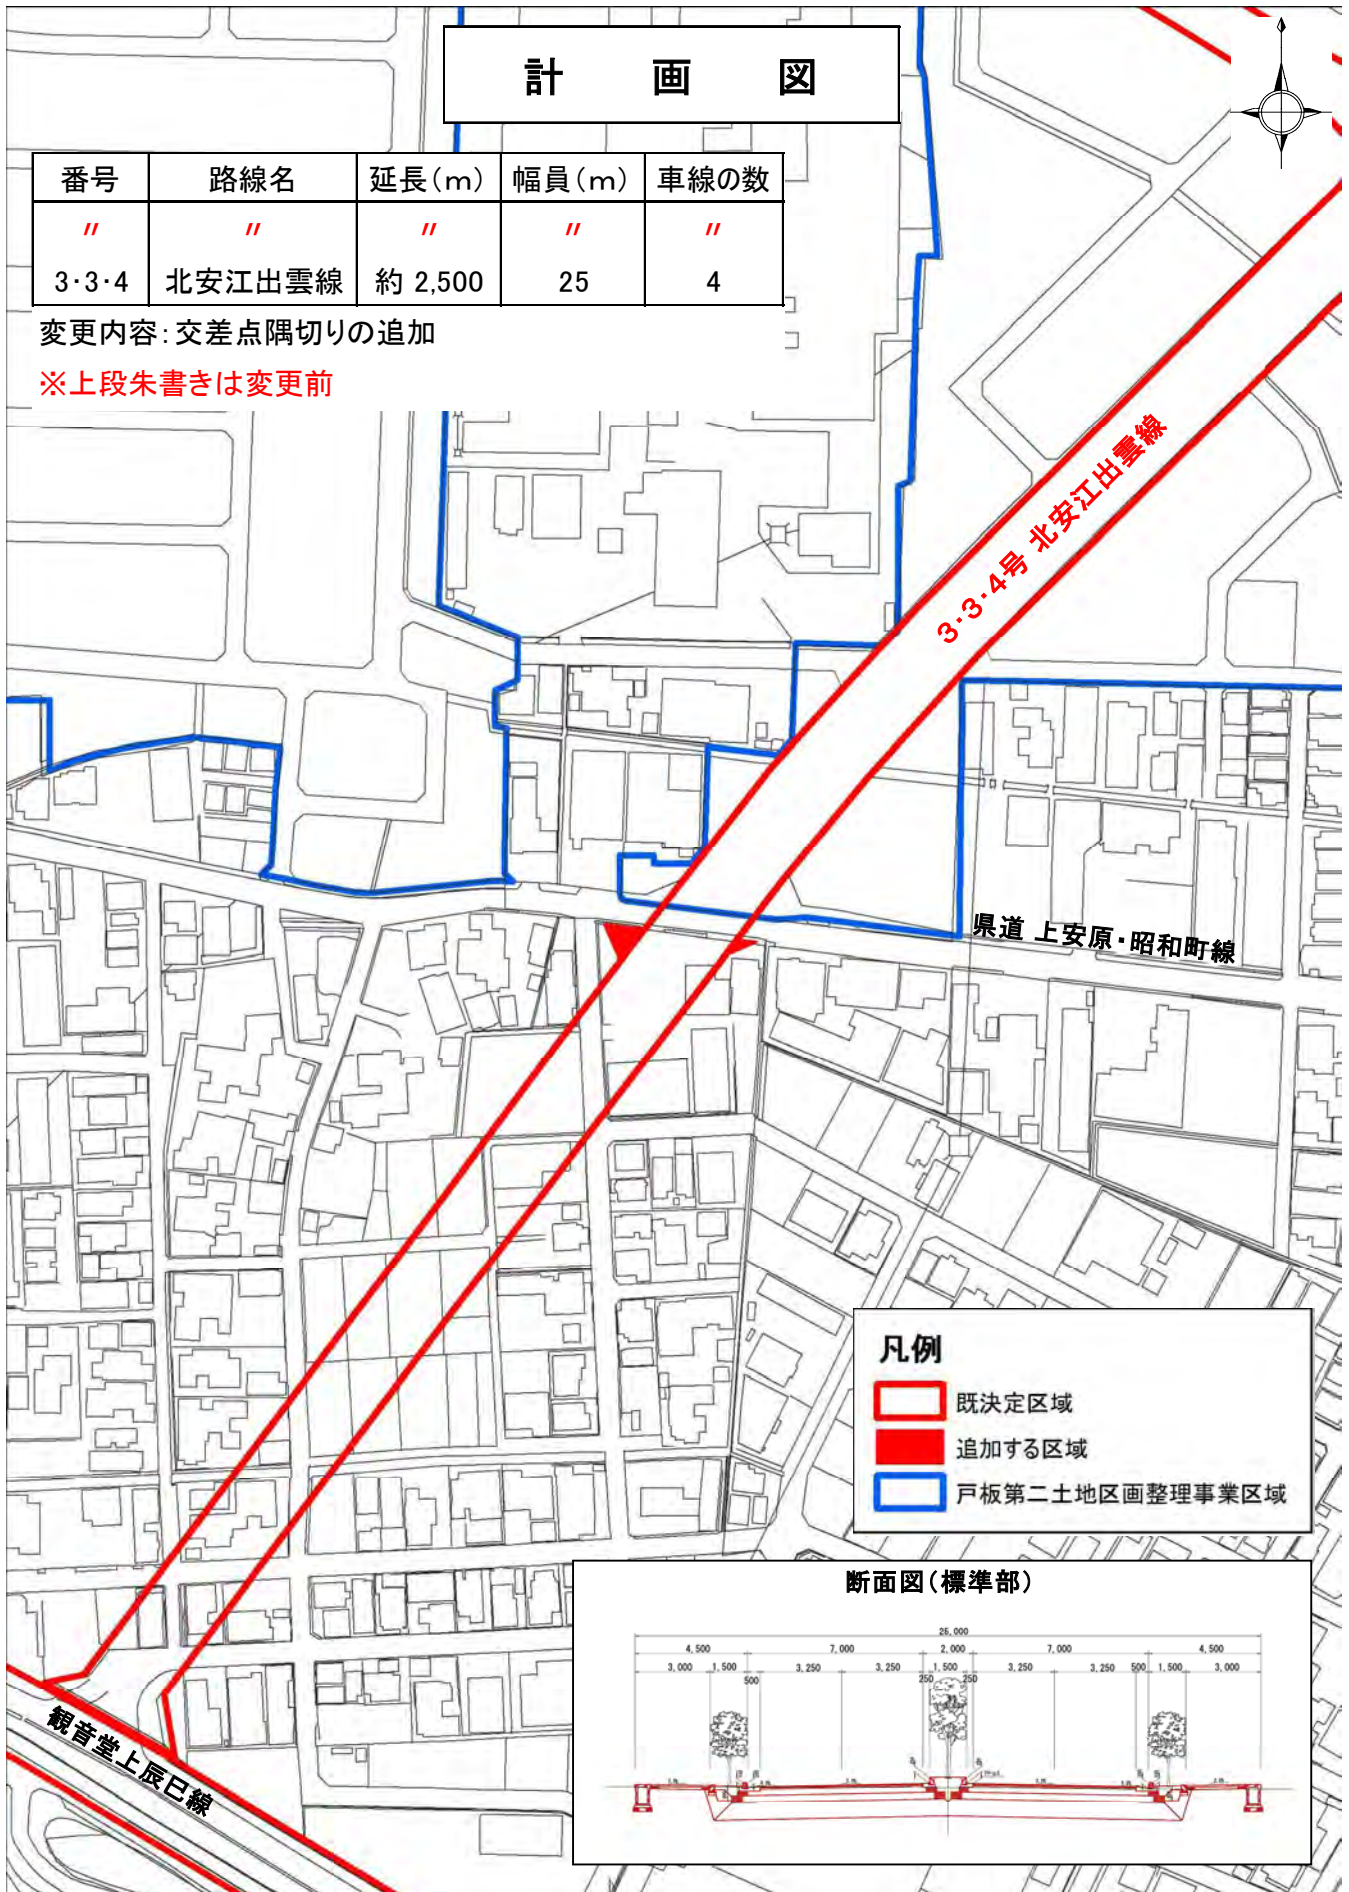 計 画 図
番号 路線名 延長(m) 幅員(m) 車線の数
〃 〃 〃 〃 〃
3・3・4 北安江出雲線 約 2,500 25 4
変更内容:交差点隅切りの追加
※上段朱書きは変更前
3・3・4号 北安江出雲線
県道 上安原・昭和町線
凡例
既決定区域
追加する区域
戸板第二土地区画整理事業区域
観音堂上辰巳線
断面図(標準部)
25,000
4,500 7,000 2,000 7,000 4,500
3,000 1,500 3,250 3,250 1,500 3,250 3,250 500 1,500 3,000
500 250 250